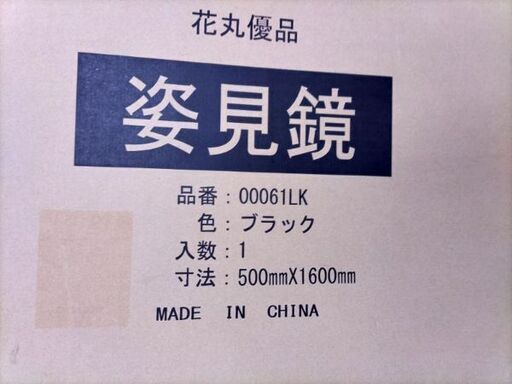 花丸優品
姿見鏡
品番：00061LK
色：ブラック
入数：1
寸法：500mmX1600mm
MADE IN CHINA